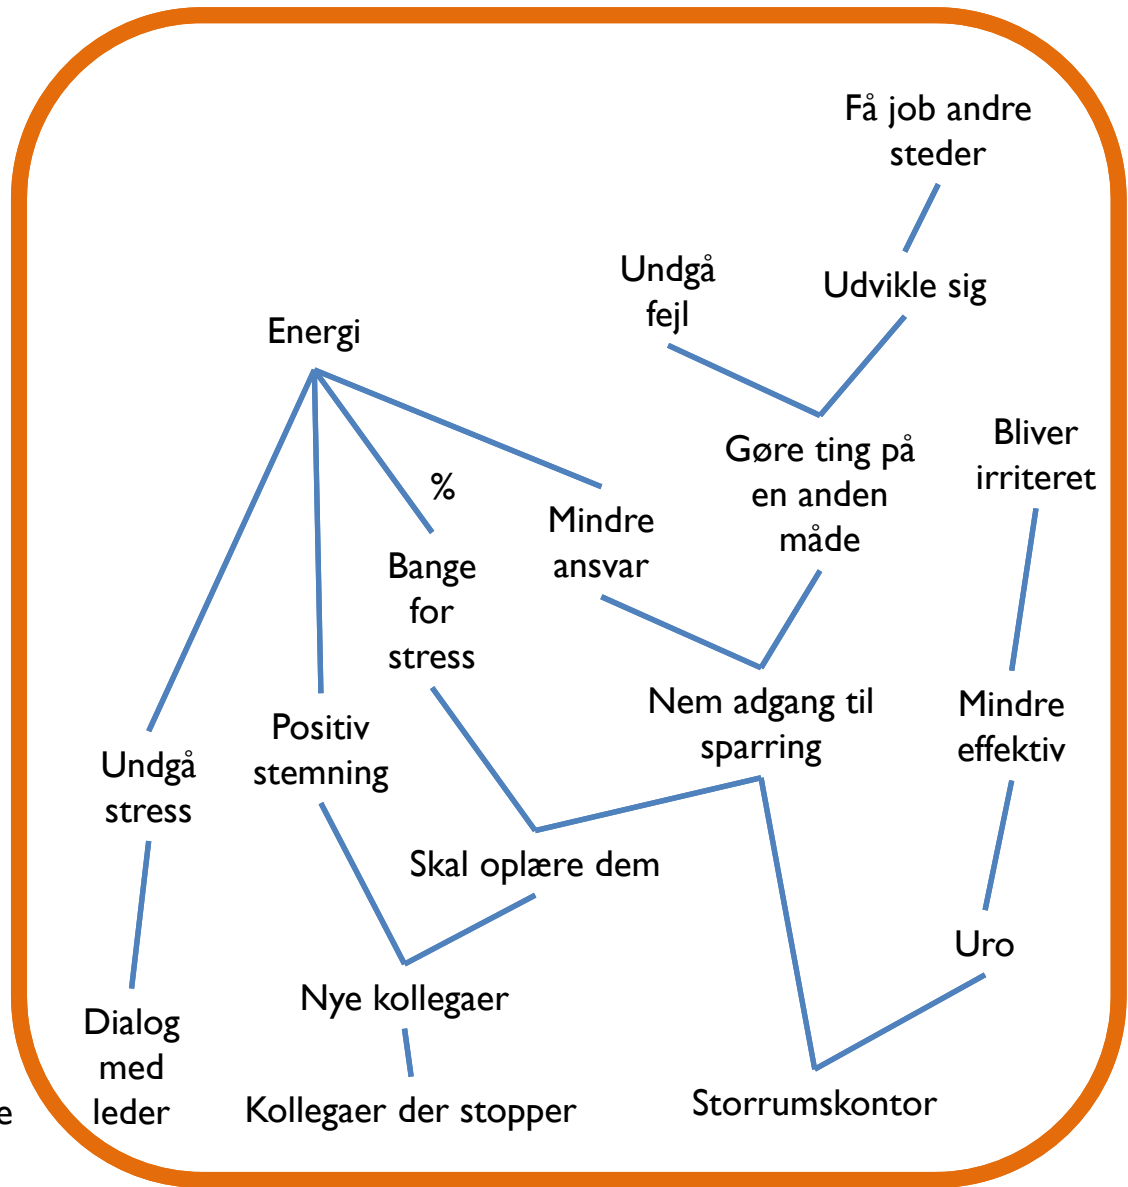 Få job andre
steder
Undgå
fejl
Udvikle sig
Energi
Gøre ting på
en anden
måde
Bliver
irriteret
%
Mindre
ansvar
Bange
for
stress
Nem adgang til
sparring
Mindre
effektiv
Positiv
stemning
Undgå
stress
Skal oplære dem
Uro
Nye kollegaer
Dialog
med
leder
Kollegaer der stopper
Storrumskontor
e